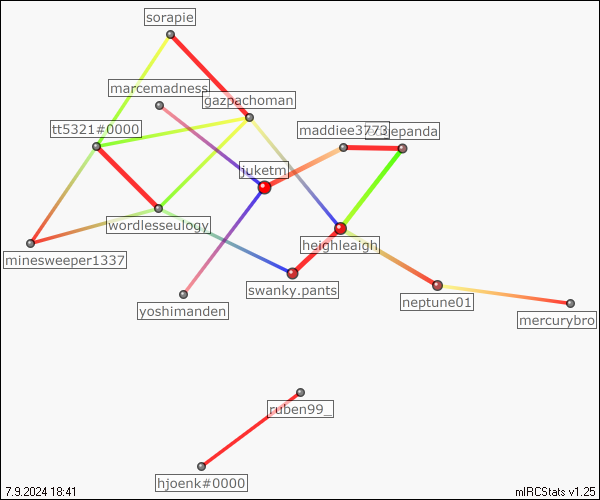 sorapie
marcemadness
gazpachoman
tt5321#0000
maddiee3773
epanda
juketm
wordlesseulogy
heighleaigh
minesweeper1337
swanky.pants
neptune01
yoshimanden
mercurybro
ruben99_
hjoenk#0000
7.9.2024 18:41
mIRCStats v1.25